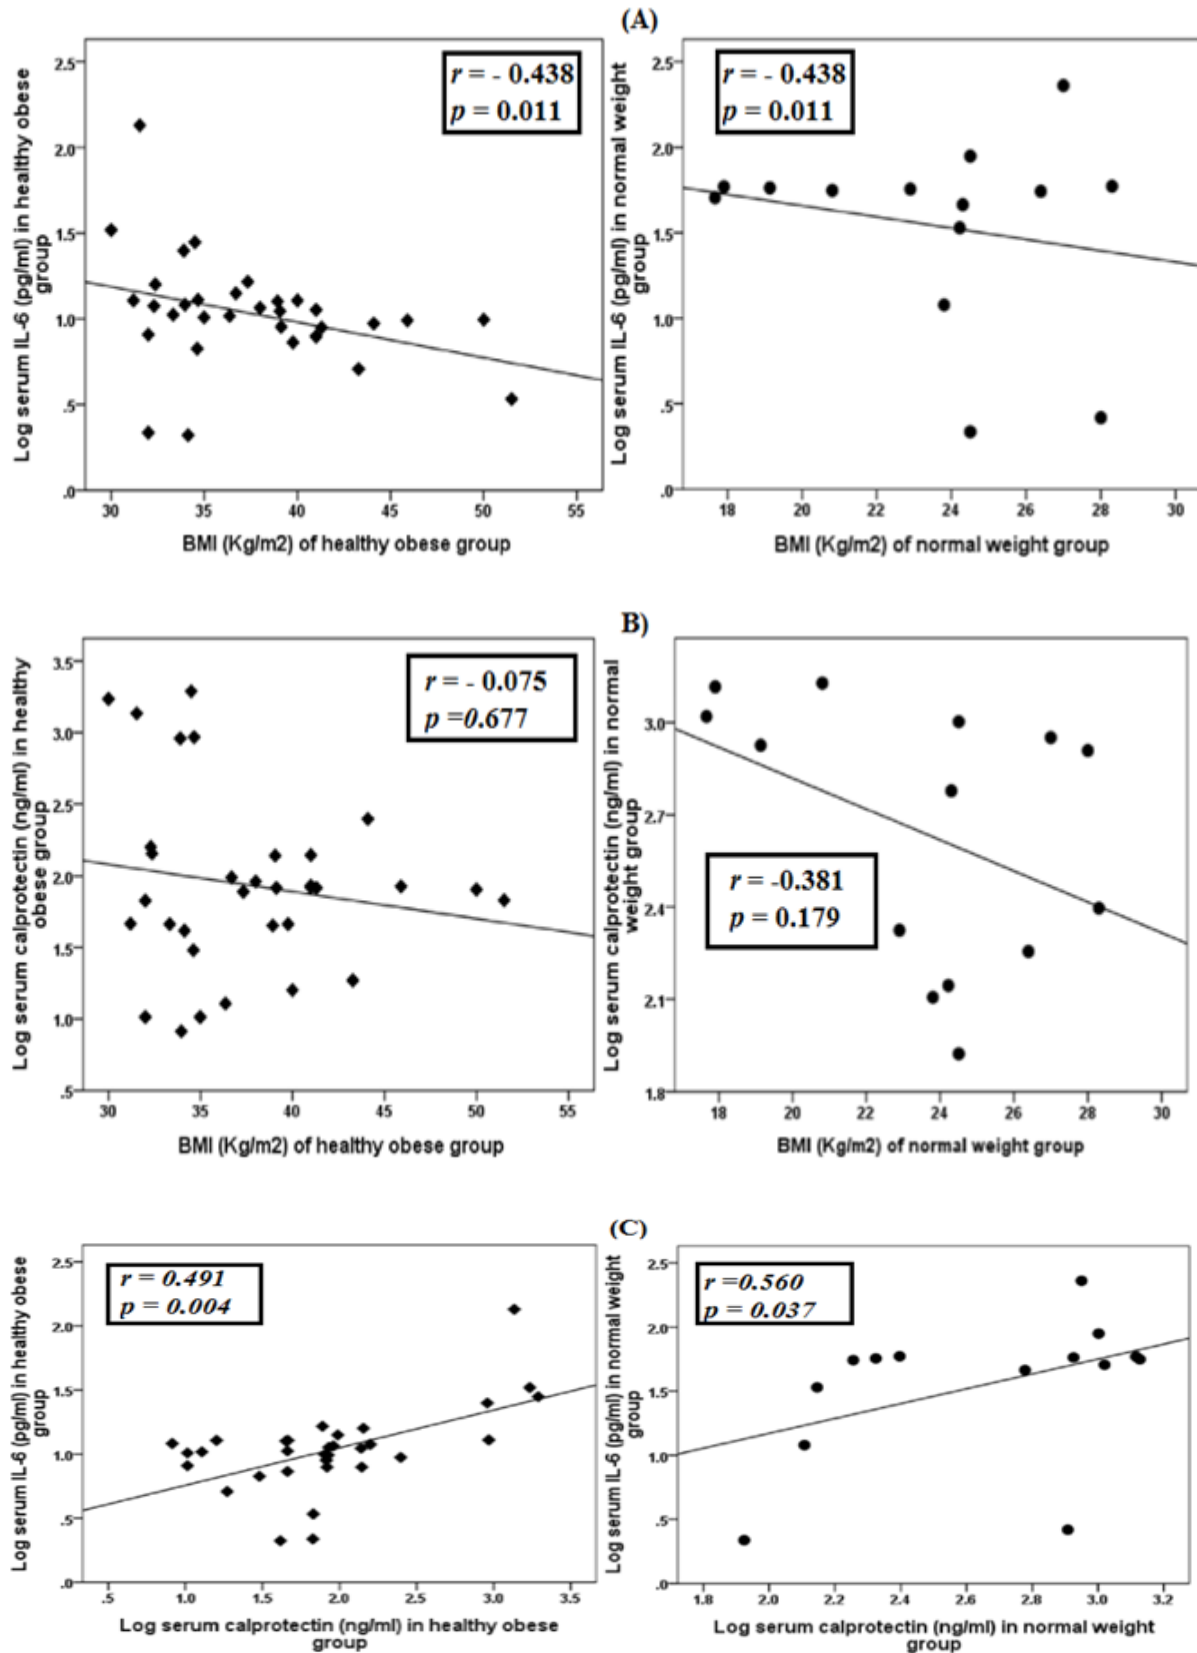 (A)
2.5
2.0
1.5
1.0
.5
.0
30 35 40 45 50 55
Log serum IL-6 (pg/ml) in healthy obese
group
BMI (Kg/m2) of healthy obese group
r = - 0.438
p = 0.011
2.5
2.0
1.5
1.0
.5
.0
18 20 22 24 26 28 30
Log serum IL-6 (pg/ml) in normal weight
group
BMI (Kg/m2) of normal weight group
r = - 0.438
p = 0.011
B)
3.5
3.0
2.5
2.0
1.5
1.0
.5
30 35 40 45 50 55
Log serum calprotectin (ng/ml) in healthy
obese group
BMI (Kg/m2) of healthy obese group
r = - 0.075
p =0.677
3.0
2.7
2.4
2.1
1.8
18 20 22 24 26 28 30
Log serum calprotectin (ng/ml) in normal
weight group
BMI (Kg/m2) of normal weight group
r = -0.381
p = 0.179
(C)
2.5
2.0
1.5
1.0
.5
.0
.5 1.0 1.5 2.0 2.5 3.0 3.5
Log serum IL-6 (pg/ml) in healthy obese
group
Log serum calprotectin (ng/ml) in healthy obese
group
r = 0.491
p = 0.004
2.5
2.0
1.5
1.0
.5
.0
1.8 2.0 2.2 2.4 2.6 2.8 3.0 3.2
Log serum IL-6 (pg/ml) in normal weight
group
Log serum calprotectin (ng/ml) in normal weight
group
r =0.560
p = 0.037